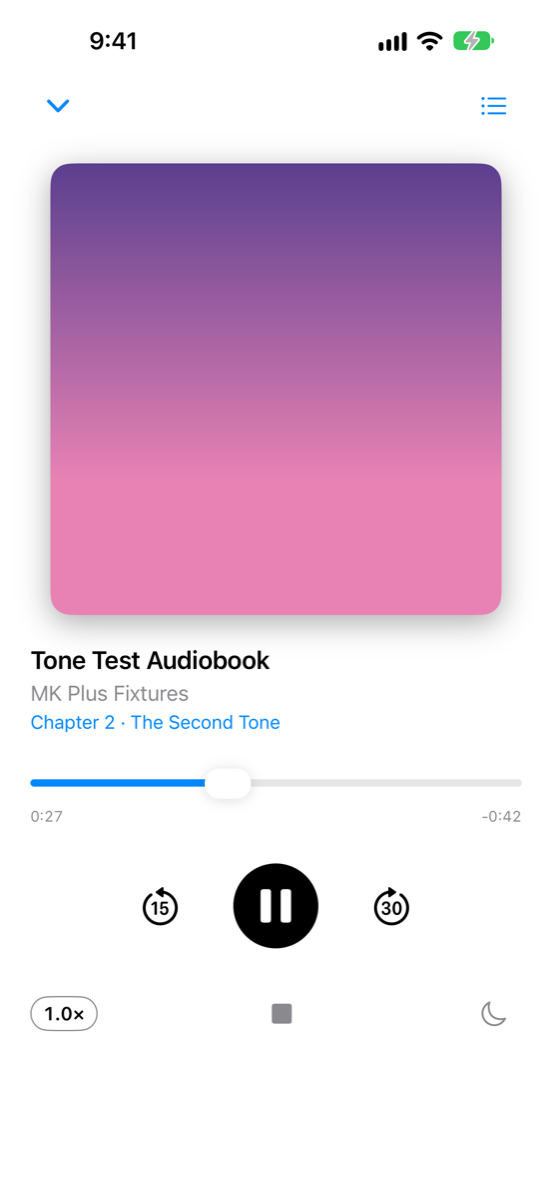 9:41
Tone Test Audiobook
MK Plus Fixtures
Chapter 2 · The Second Tone
0:27 -0:42
15 30
1.0×